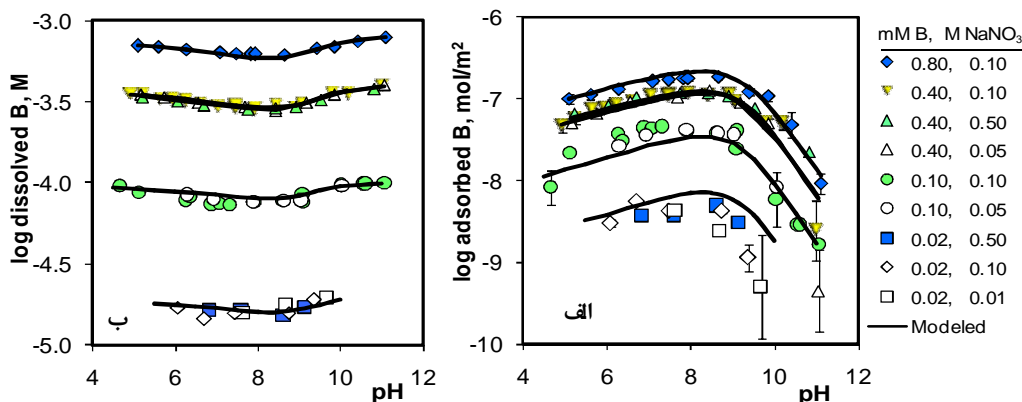 log dissolved B, M
-3.0
-3.5
-4.0
-4.5
-5.0
ب
4 6 8 10 12
pH
log adsorbed B, mol/m²
-6
-7
-8
-9
-10
الف
4 6 8 10 12
pH
mM B, M NaNO₃
0.80, 0.10
0.40, 0.10
0.40, 0.50
0.40, 0.05
0.10, 0.10
0.10, 0.05
0.02, 0.50
0.02, 0.10
0.02, 0.01
Modeled